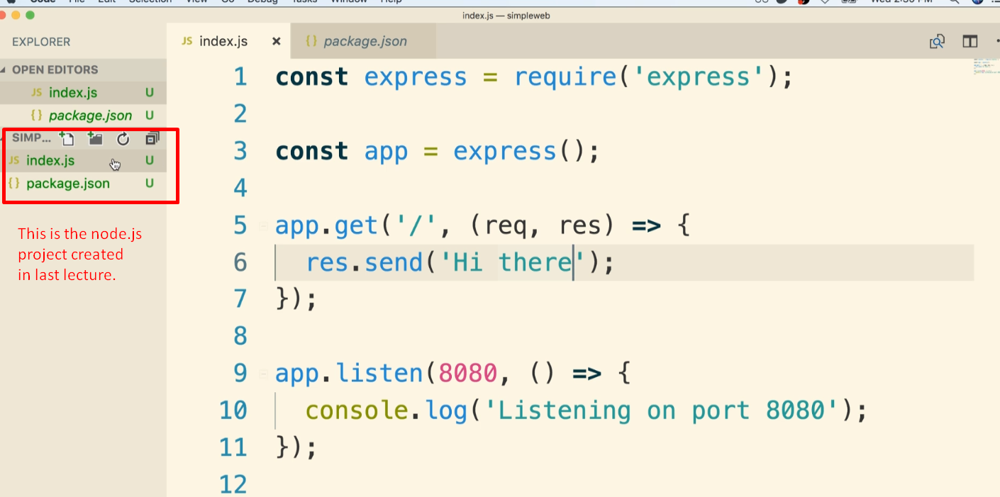 Code File Edit Selection View Go Debug Tasks Window Help
index.js — simpleweb
EXPLORER
JS index.js ×
{} package.json
OPEN EDITORS
JS index.js U
{} package.json U
SIMP...
JS index.js U
{} package.json U
This is the node.js
project created
in last lecture.
1 const express = require('express');
2
3 const app = express();
4
5 app.get('/', (req, res) => {
6 res.send('Hi there');
7 });
8
9 app.listen(8080, () => {
10 console.log('Listening on port 8080');
11 });
12